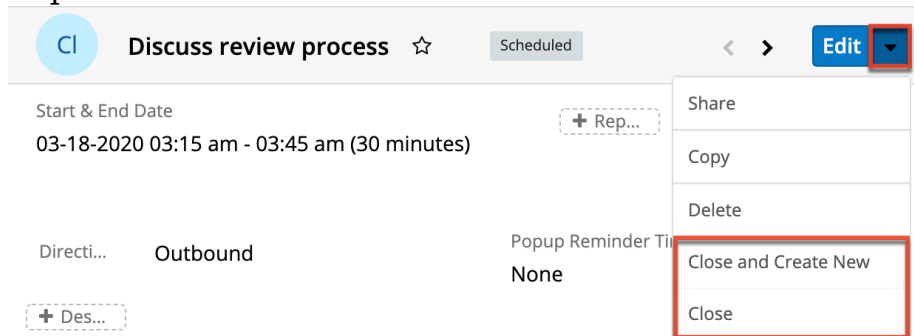 Cl Discuss review process Scheduled Edit
Start & End Date
03-18-2020 03:15 am - 03:45 am (30 minutes)
+ Rep...
Share
Copy
Delete
Close and Create New
Close
Directi... Outbound
Popup Reminder Ti
None
+ Des...